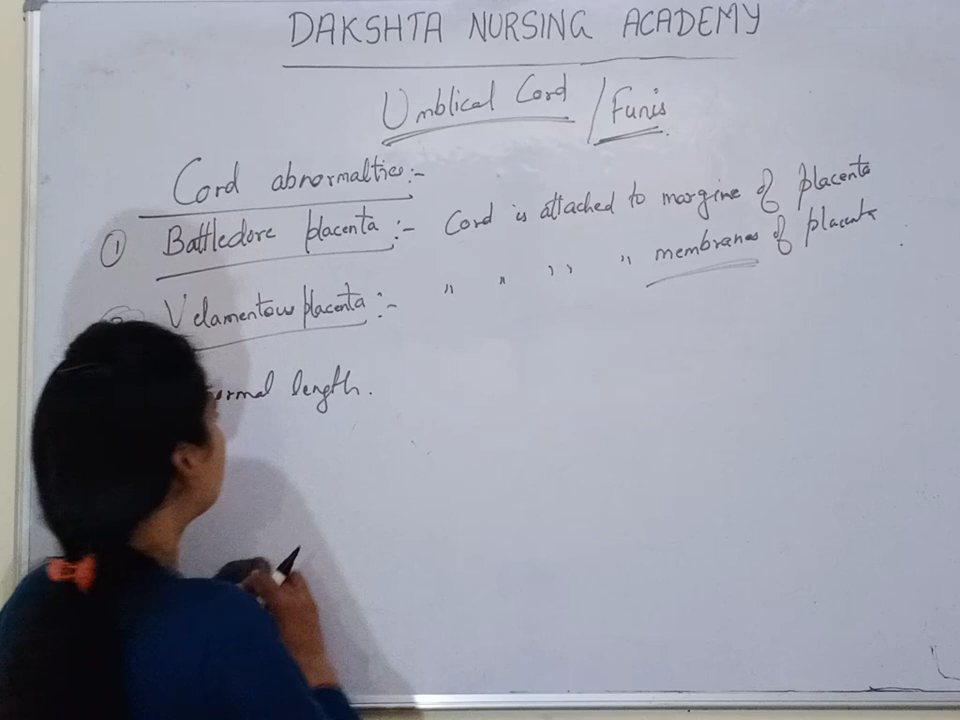 DAKSHTA NURSING ACADEMY
Umblical Cord / Funis
Cord abnormalties:-
① Battledore placenta :- Cord is attached to margine of placenta
Velamentous placenta :- " " " " membranes of placenta
ormal length.